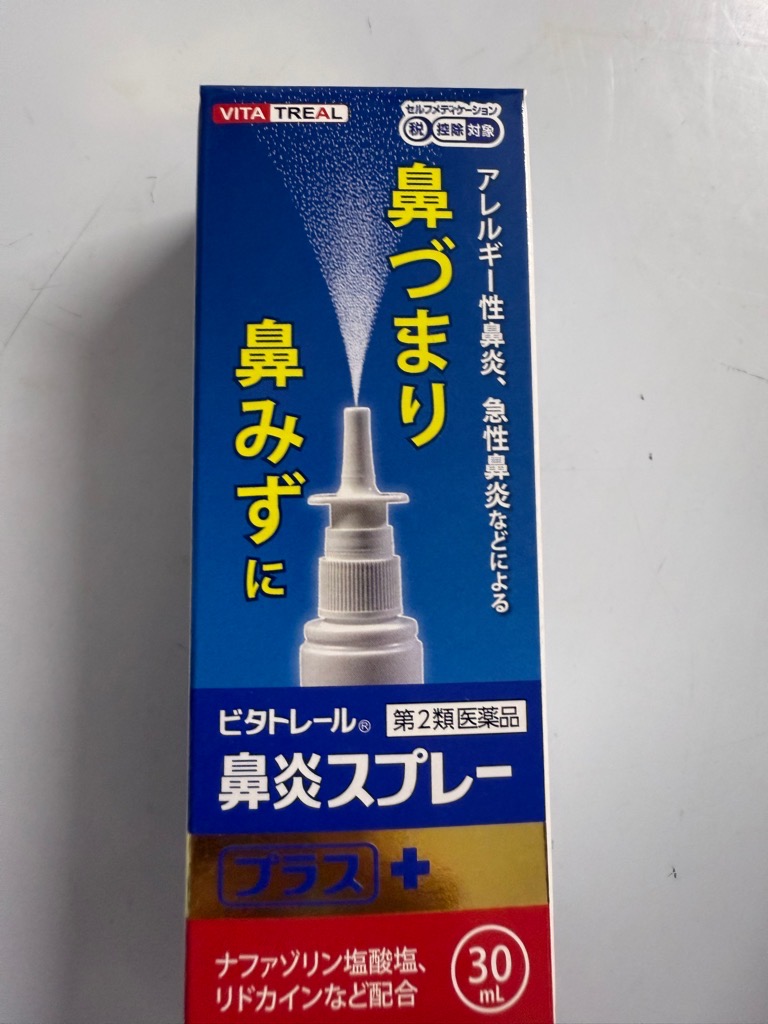 VITA TREAL
セルフメディケーション
税 控除 対象
アレルギー性鼻炎、急性鼻炎などによる
鼻づまり
鼻みずに
ビタトレール®
第2類医薬品
鼻炎スプレー
プラス+
ナファゾリン塩酸塩、
リドカインなど配合
30
mL